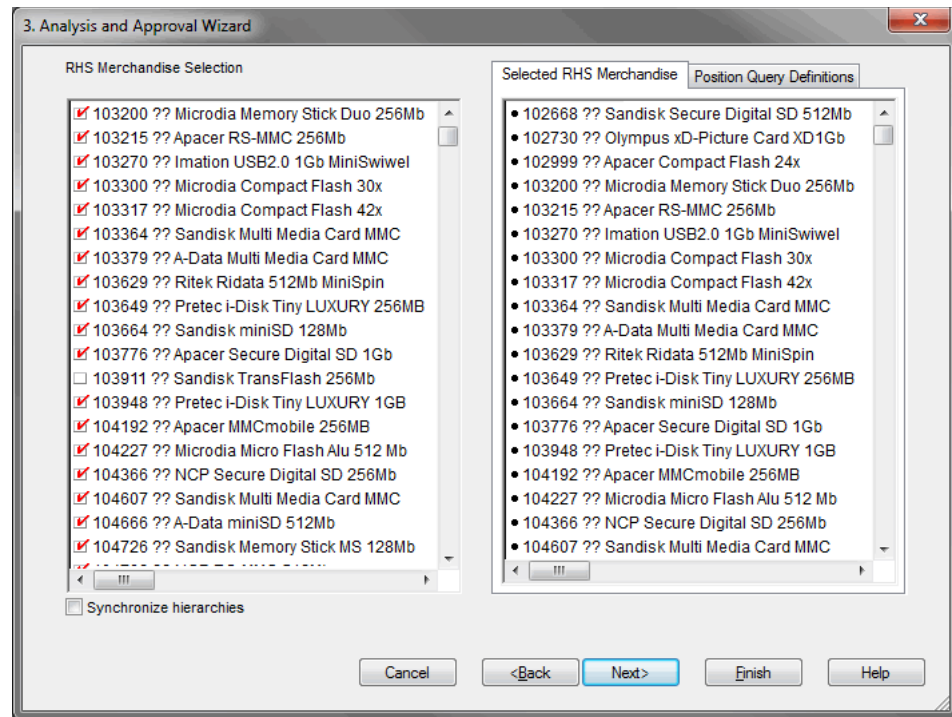 3. Analysis and Approval Wizard
RHS Merchandise Selection
103200 ?? Microdia Memory Stick Duo 256Mb
103215 ?? Apacer RS-MMC 256Mb
103270 ?? Imation USB2.0 1Gb MiniSwiwel
103300 ?? Microdia Compact Flash 30x
103317 ?? Microdia Compact Flash 42x
103364 ?? Sandisk Multi Media Card MMC
103379 ?? A-Data Multi Media Card MMC
103629 ?? Ritek Ridata 512Mb MiniSpin
103649 ?? Pretec i-Disk Tiny LUXURY 256MB
103664 ?? Sandisk miniSD 128Mb
103776 ?? Apacer Secure Digital SD 1Gb
103911 ?? Sandisk TransFlash 256Mb
103948 ?? Pretec i-Disk Tiny LUXURY 1GB
104192 ?? Apacer MMCmobile 256MB
104227 ?? Microdia Micro Flash Alu 512 Mb
104366 ?? NCP Secure Digital SD 256Mb
104607 ?? Sandisk Multi Media Card MMC
104666 ?? A-Data miniSD 512Mb
104726 ?? Sandisk Memory Stick MS 128Mb
Synchronize hierarchies
Selected RHS Merchandise
Position Query Definitions
102668 ?? Sandisk Secure Digital SD 512Mb
102730 ?? Olympus xD-Picture Card XD1Gb
102999 ?? Apacer Compact Flash 24x
103200 ?? Microdia Memory Stick Duo 256Mb
103215 ?? Apacer RS-MMC 256Mb
103270 ?? Imation USB2.0 1Gb MiniSwiwel
103300 ?? Microdia Compact Flash 30x
103317 ?? Microdia Compact Flash 42x
103364 ?? Sandisk Multi Media Card MMC
103379 ?? A-Data Multi Media Card MMC
103629 ?? Ritek Ridata 512Mb MiniSpin
103649 ?? Pretec i-Disk Tiny LUXURY 256MB
103664 ?? Sandisk miniSD 128Mb
103776 ?? Apacer Secure Digital SD 1Gb
103948 ?? Pretec i-Disk Tiny LUXURY 1GB
104192 ?? Apacer MMCmobile 256MB
104227 ?? Microdia Micro Flash Alu 512 Mb
104366 ?? NCP Secure Digital SD 256Mb
104607 ?? Sandisk Multi Media Card MMC
Cancel
<Back
Next>
Finish
Help